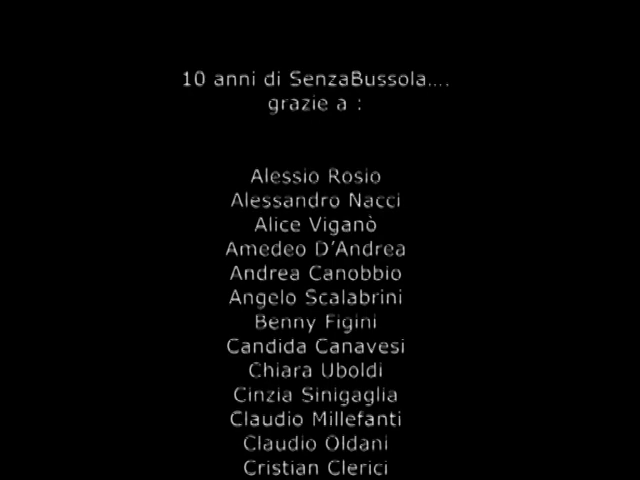 10 anni di SenzaBussola....
grazie a :
Alessio Rosio
Alessandro Nacci
Alice Viganò
Amedeo D’Andrea
Andrea Canobbio
Angelo Scalabrini
Benny Figini
Candida Canavesi
Chiara Uboldi
Cinzia Sinigaglia
Claudio Millefanti
Claudio Oldani
Cristian Clerici